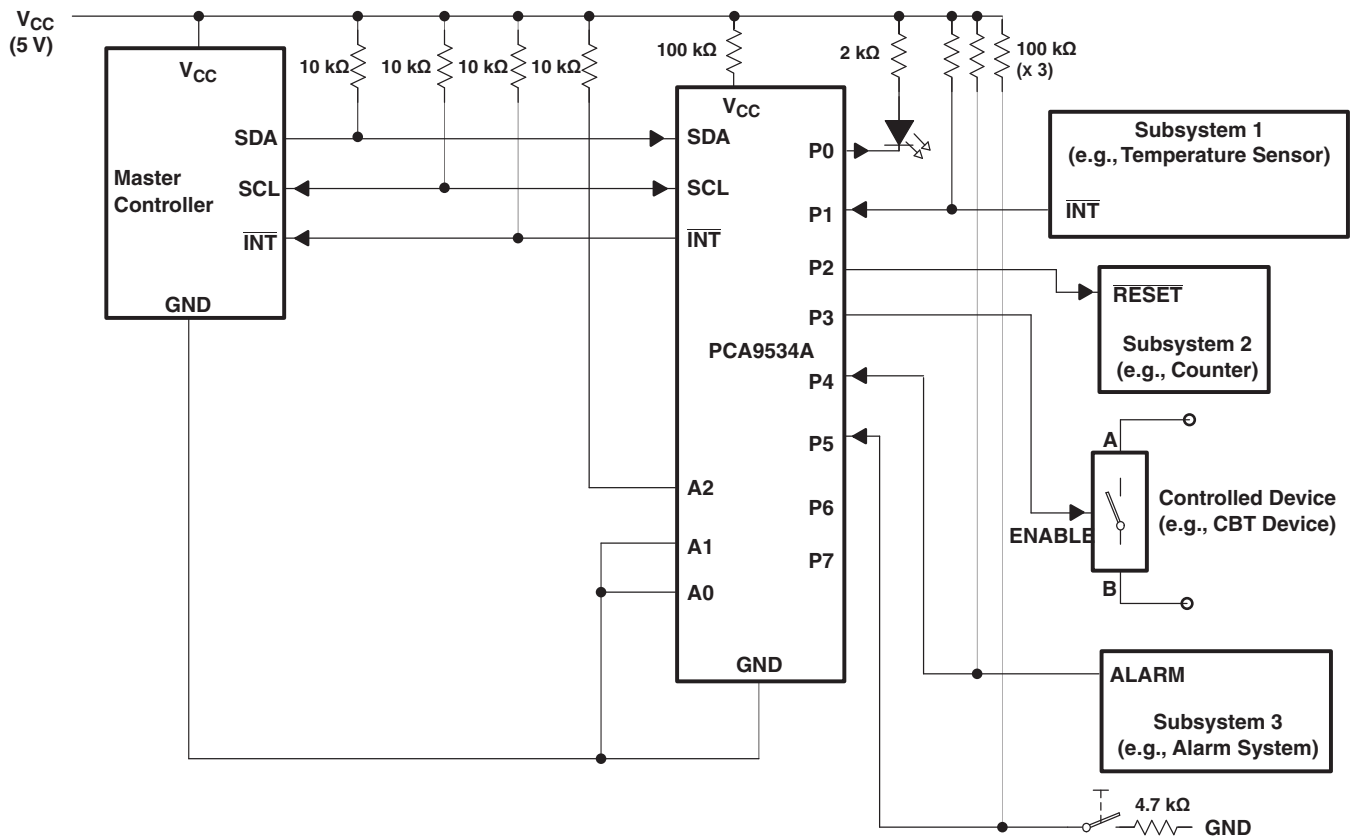 VCC
(5 V)
VCC
SDA
Master
Controller
SCL
INT
GND
10 kΩ
10 kΩ
10 kΩ
10 kΩ
100 kΩ
2 kΩ
100 kΩ
(x 3)
VCC
SDA
SCL
INT
PCA9534A
A2
A1
A0
GND
P0
P1
P2
P3
P4
P5
P6
P7
Subsystem 1
(e.g., Temperature Sensor)
INT
RESET
Subsystem 2
(e.g., Counter)
A
Controlled Device
(e.g., CBT Device)
ENABLE
B
ALARM
Subsystem 3
(e.g., Alarm System)
4.7 kΩ
GND